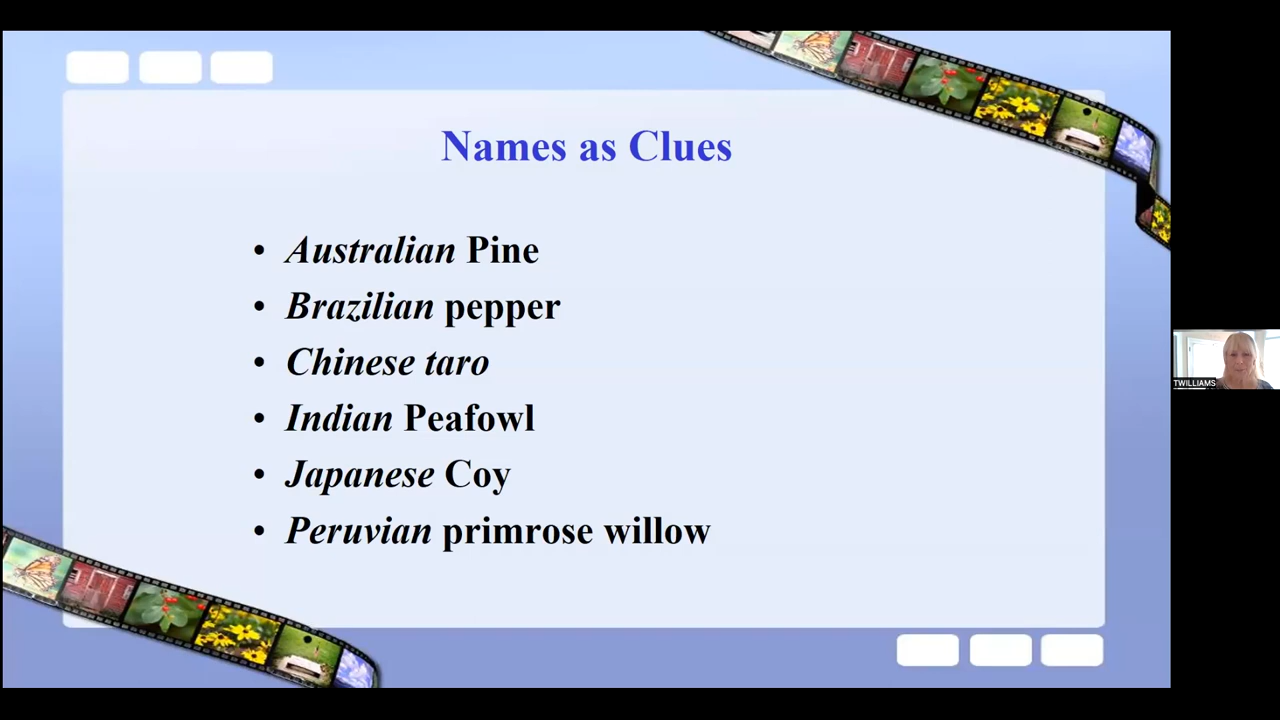 Names as Clues
• Australian Pine
• Brazilian pepper
• Chinese taro
• Indian Peafowl
• Japanese Coy
• Peruvian primrose willow
TWILLIAMS